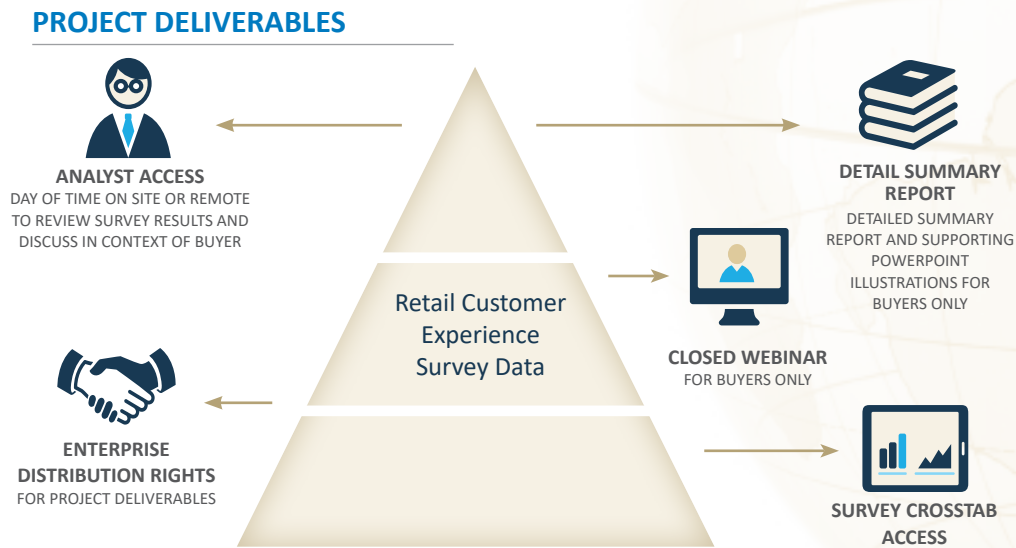 PROJECT DELIVERABLES
ANALYST ACCESS
DAY OF TIME ON SITE OR REMOTE
TO REVIEW SURVEY RESULTS AND
DISCUSS IN CONTEXT OF BUYER
DETAIL SUMMARY
REPORT
DETAILED SUMMARY
REPORT AND SUPPORTING
POWERPOINT
ILLUSTRATIONS FOR
BUYERS ONLY
Retail Customer
Experience
Survey Data
CLOSED WEBINAR
FOR BUYERS ONLY
ENTERPRISE
DISTRIBUTION RIGHTS
FOR PROJECT DELIVERABLES
SURVEY CROSSTAB
ACCESS